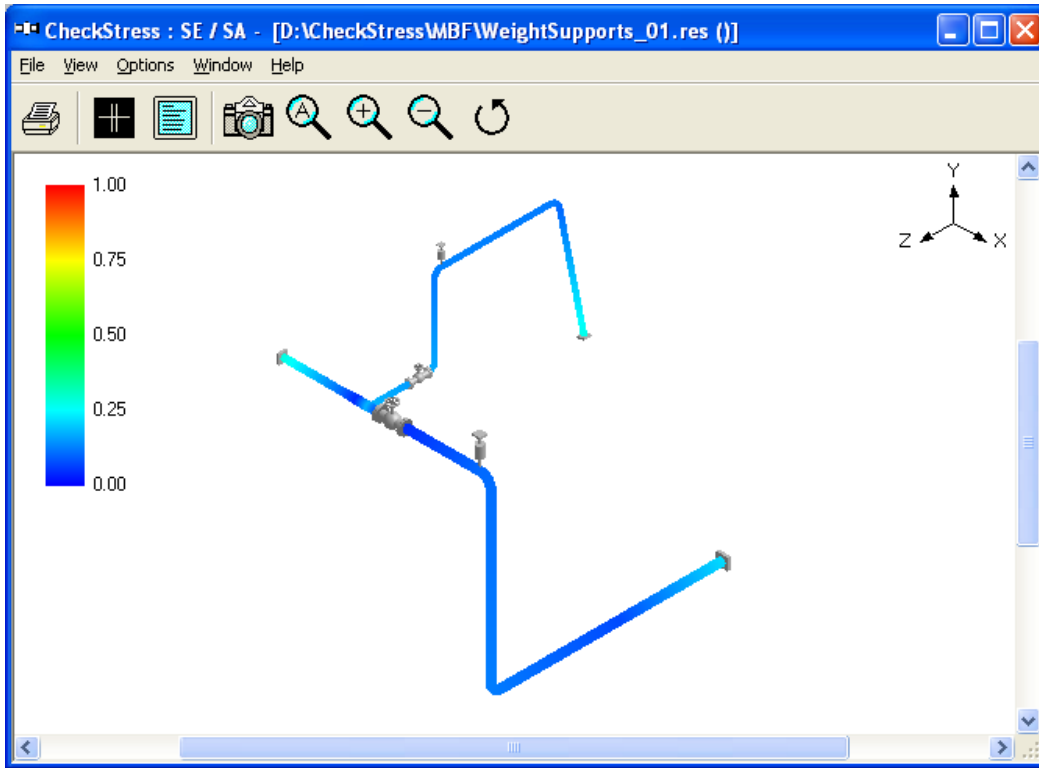 CheckStress : SE / SA - [D:\CheckStress\MBF\WeightSupports_01.res ()]
File View Options Window Help
A
1.00
0.75
0.50
0.25
0.00
Y
Z
X